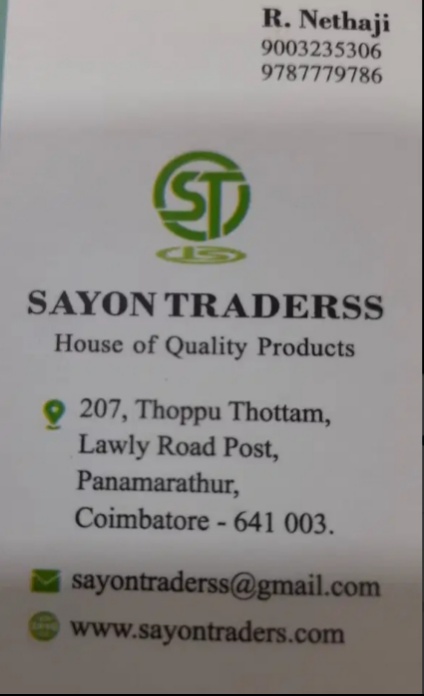 R. Nethaji
9003235306
9787779786
ST
SAYON TRADERSS
House of Quality Products
207, Thoppu Thottam,
Lawly Road Post,
Panamarathur,
Coimbatore - 641 003.
sayontraderss@gmail.com
www.sayontraders.com